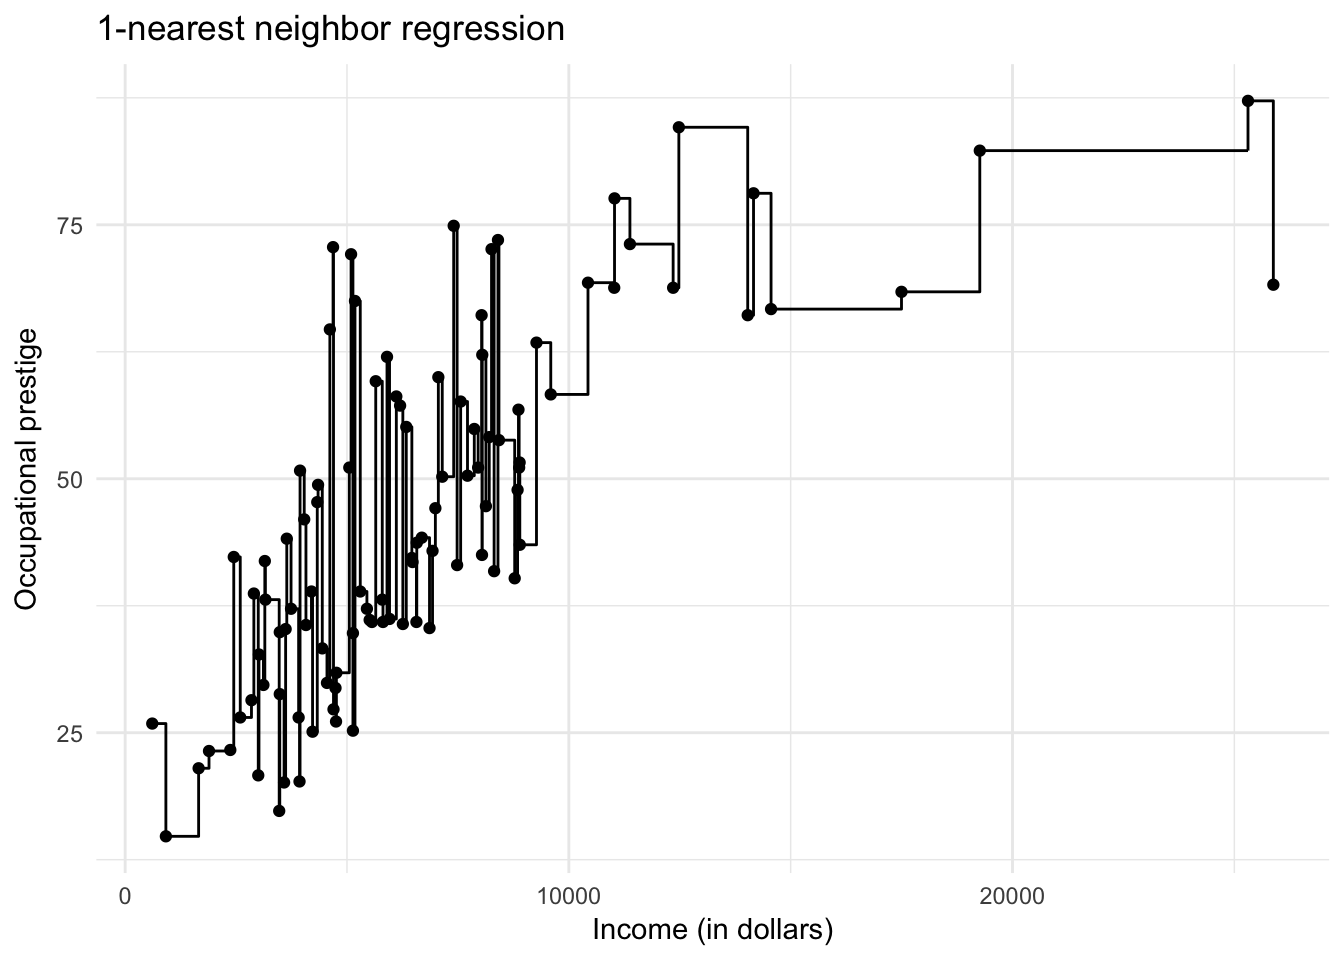 1-nearest neighbor regression
Occupational prestige
75
50
25
0
10000
20000
Income (in dollars)